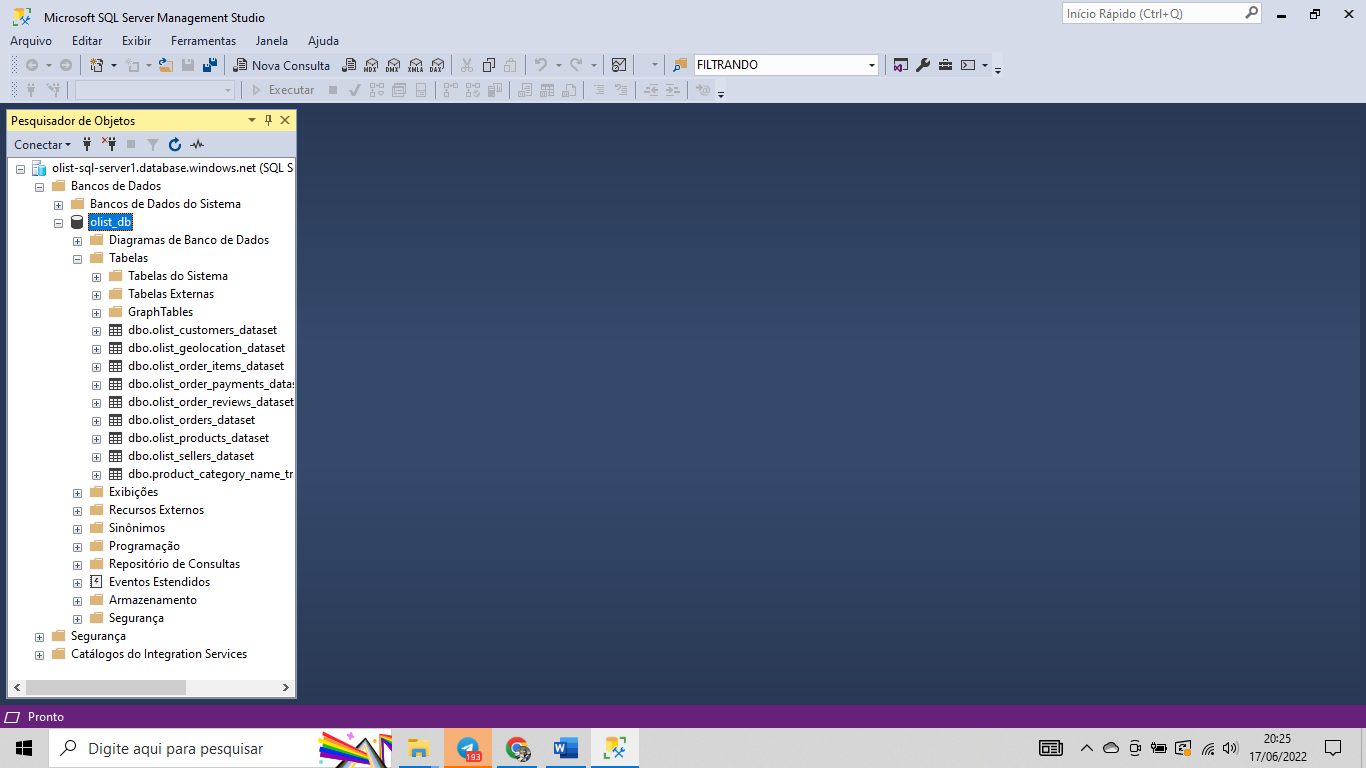 Microsoft SQL Server Management Studio
Início Rápido (Ctrl+Q)
Arquivo Editar Exibir Ferramentas Janela Ajuda
Nova Consulta MDX DMX XMLA DAX FILTRANDO
Executar
Pesquisador de Objetos
Conectar
olist-sql-server1.database.windows.net (SQL S
Bancos de Dados
Bancos de Dados do Sistema
olist_db
Diagramas de Banco de Dados
Tabelas
Tabelas do Sistema
Tabelas Externas
GraphTables
dbo.olist_customers_dataset
dbo.olist_geolocation_dataset
dbo.olist_order_items_dataset
dbo.olist_order_payments_datas
dbo.olist_order_reviews_dataset
dbo.olist_orders_dataset
dbo.olist_products_dataset
dbo.olist_sellers_dataset
dbo.product_category_name_tr
Exibições
Recursos Externos
Sinônimos
Programação
Repositório de Consultas
Eventos Estendidos
Armazenamento
Segurança
Segurança
Catálogos do Integration Services
Pronto
Digite aqui para pesquisar
193
20:25
17/06/2022